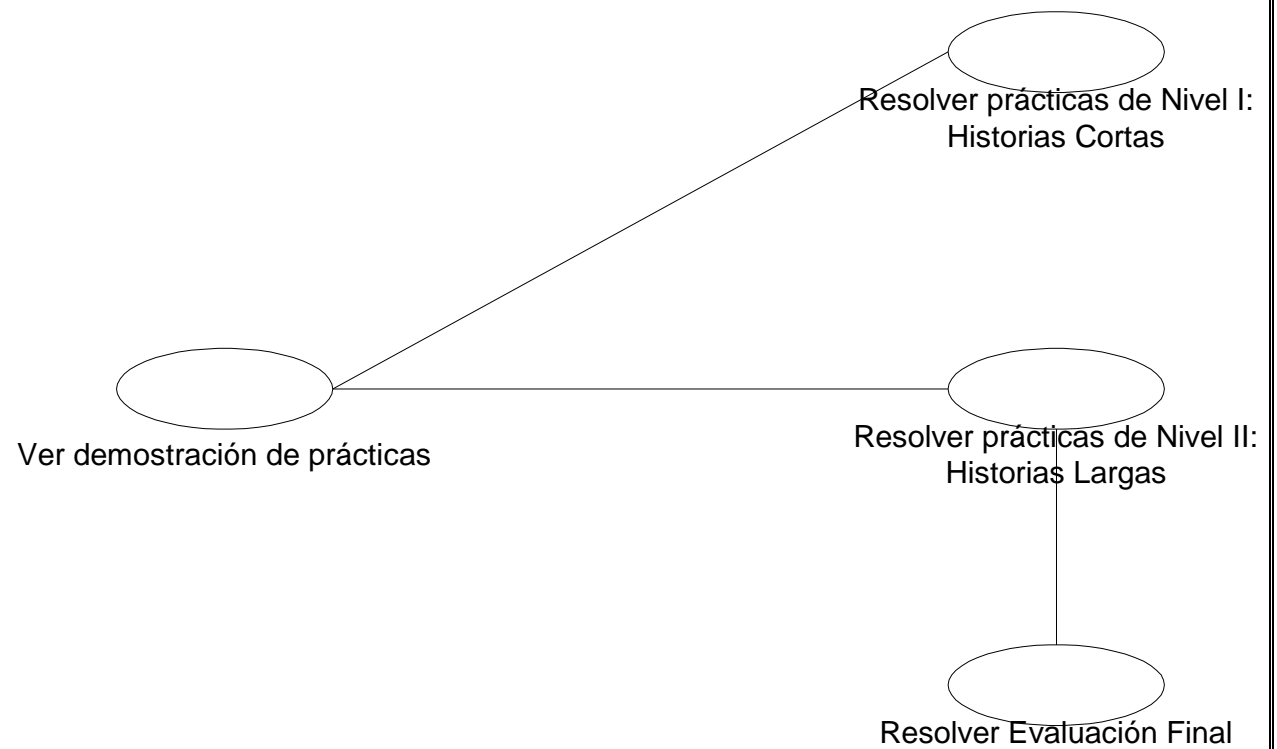 Resolver prácticas de Nivel I:
Historias Cortas
Ver demostración de prácticas
Resolver prácticas de Nivel II:
Historias Largas
Resolver Evaluación Final